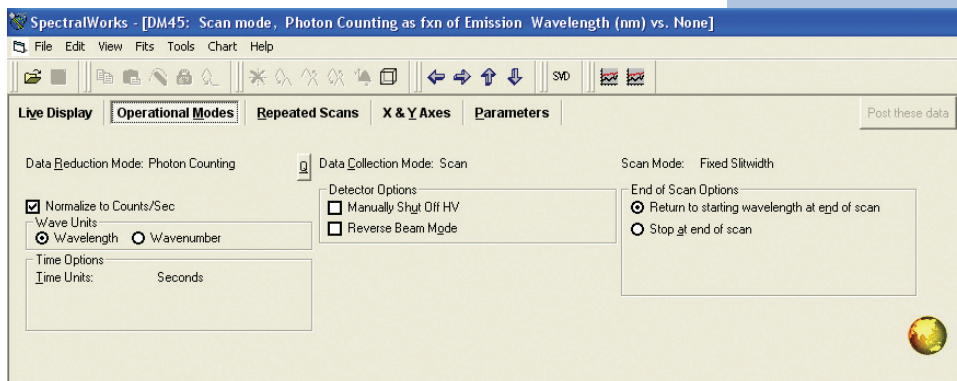 SpectralWorks - [DM45: Scan mode, Photon Counting as fxn of Emission Wavelength (nm) vs. None]
File Edit View Fits Tools Chart Help
SVD
Live Display Operational Modes Repeated Scans X & Y Axes Parameters Post these data
Data Reduction Mode: Photon Counting Q Data Collection Mode: Scan Scan Mode: Fixed Slitwidth
Detector Options End of Scan Options
Normalize to Counts/Sec Manually Shut Off HV Return to starting wavelength at end of scan
Wave Units
Wavelength Wavenumber Reverse Beam Mode Stop at end of scan
Time Options
Time Units: Seconds